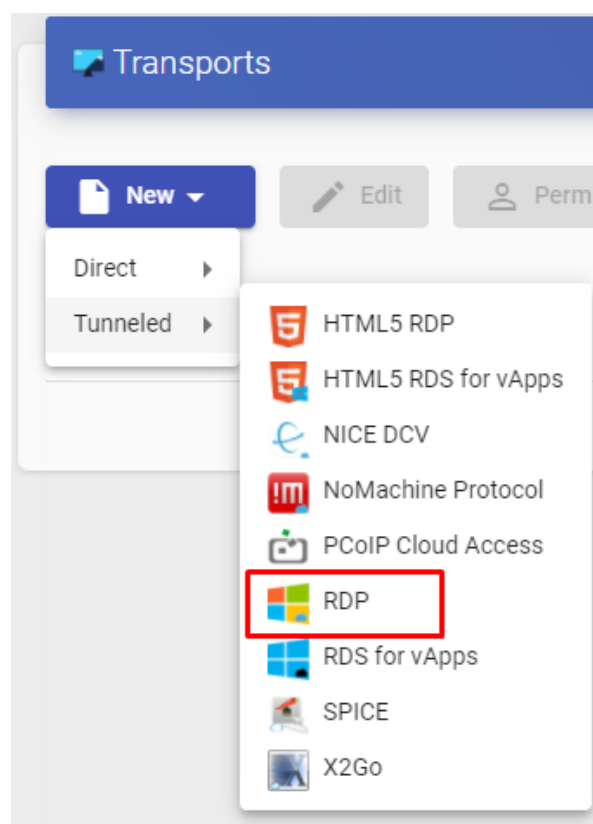 Transports
New
Edit
Perm
Direct
Tunneled
HTML5 RDP
HTML5 RDS for vApps
NICE DCV
NoMachine Protocol
PCoIP Cloud Access
RDP
RDS for vApps
SPICE
X2Go